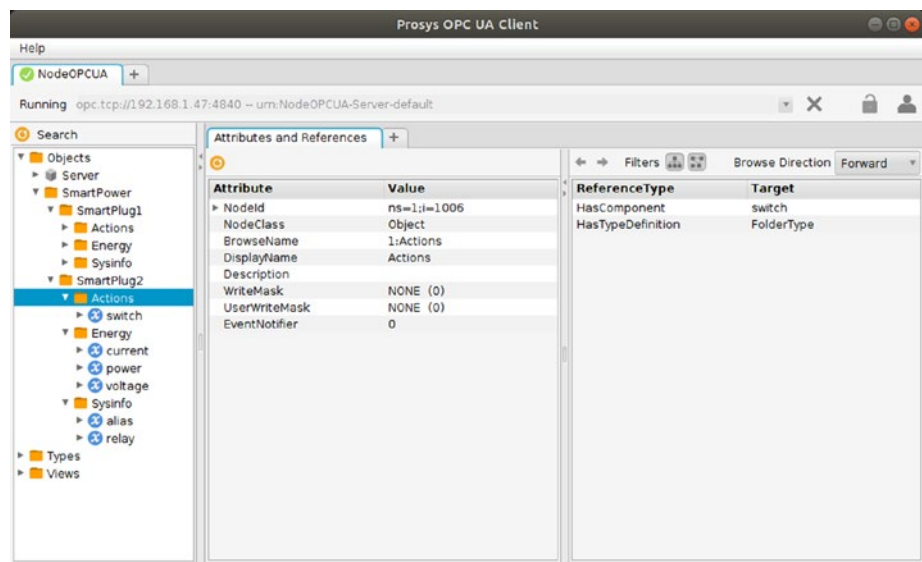 Prosys OPC UA Client
Help
NodeOPCUA +
Running opc.tcp://192.168.1.47:4840 -- urn:NodeOPCUA-Server-default
Search
Objects
Server
SmartPower
SmartPlug1
Actions
Energy
Sysinfo
SmartPlug2
Actions
switch
Energy
current
power
voltage
Sysinfo
alias
relay
Types
Views
Attributes and References +
Attribute Value
NodeId ns=1;i=1006
NodeClass Object
BrowseName 1:Actions
DisplayName Actions
Description
WriteMask NONE (0)
UserWriteMask NONE (0)
EventNotifier 0
Filters Browse Direction Forward
ReferenceType Target
HasComponent switch
HasTypeDefinition FolderType